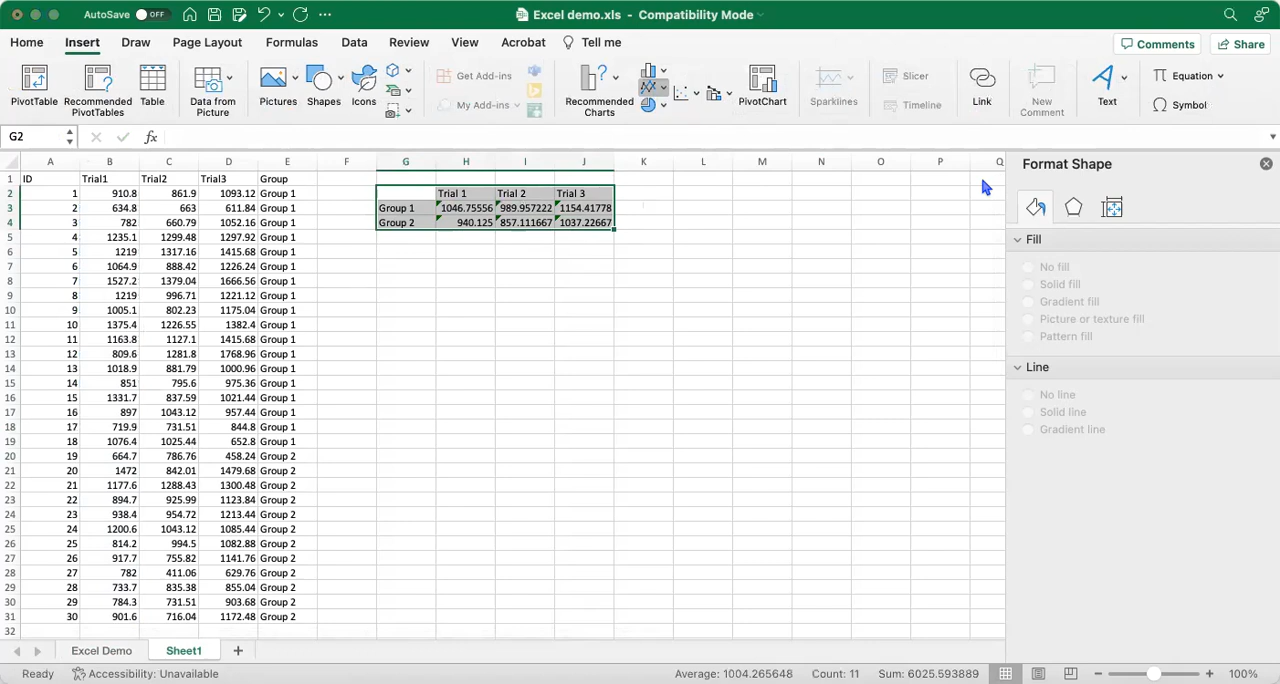 AutoSave OFF Excel demo.xls - Compatibility Mode
Home Insert Draw Page Layout Formulas Data Review View Acrobat Tell me Comments Share
PivotTable Recommended PivotTables Table Data from Picture Pictures Shapes Icons Get Add-ins My Add-ins Recommended Charts PivotChart Sparklines Slicer Timeline Link New Comment Text Equation Symbol
G2 fx
A B C D E F G H I J K L M N O P Q
1 ID Trial1 Trial2 Trial3 Group
2 1 910.8 861.9 1093.12 Group 1 Trial 1 Trial 2 Trial 3
3 2 634.8 663 611.84 Group 1 Group 1 1046.75556 989.957222 1154.41778
4 3 782 660.79 1052.16 Group 1 Group 2 940.125 857.111667 1037.22667
5 4 1235.1 1299.48 1297.92 Group 1
6 5 1219 1317.16 1415.68 Group 1
7 6 1064.9 888.42 1226.24 Group 1
8 7 1527.2 1379.04 1666.56 Group 1
9 8 1219 996.71 1221.12 Group 1
10 9 1005.1 802.23 1175.04 Group 1
11 10 1375.4 1226.55 1382.4 Group 1
12 11 1163.8 1127.1 1415.68 Group 1
13 12 809.6 1281.8 1768.96 Group 1
14 13 1018.9 881.79 1000.96 Group 1
15 14 851 795.6 975.36 Group 1
16 15 1331.7 837.59 1021.44 Group 1
17 16 897 1043.12 957.44 Group 1
18 17 719.9 731.51 844.8 Group 1
19 18 1076.4 1025.44 652.8 Group 1
20 19 664.7 786.76 458.24 Group 2
21 20 1472 842.01 1479.68 Group 2
22 21 1177.6 1288.43 1300.48 Group 2
23 22 894.7 925.99 1123.84 Group 2
24 23 938.4 954.72 1213.44 Group 2
25 24 1200.6 1043.12 1085.44 Group 2
26 25 814.2 994.5 1082.88 Group 2
27 26 917.7 755.82 1141.76 Group 2
28 27 782 411.06 629.76 Group 2
29 28 733.7 835.38 855.04 Group 2
30 29 784.3 731.51 903.68 Group 2
31 30 901.6 716.04 1172.48 Group 2
32
Format Shape
Fill
No fill
Solid fill
Gradient fill
Picture or texture fill
Pattern fill
Line
No line
Solid line
Gradient line
Excel Demo Sheet1 +
Ready Accessibility: Unavailable Average: 1004.265648 Count: 11 Sum: 6025.593889 - + 100%